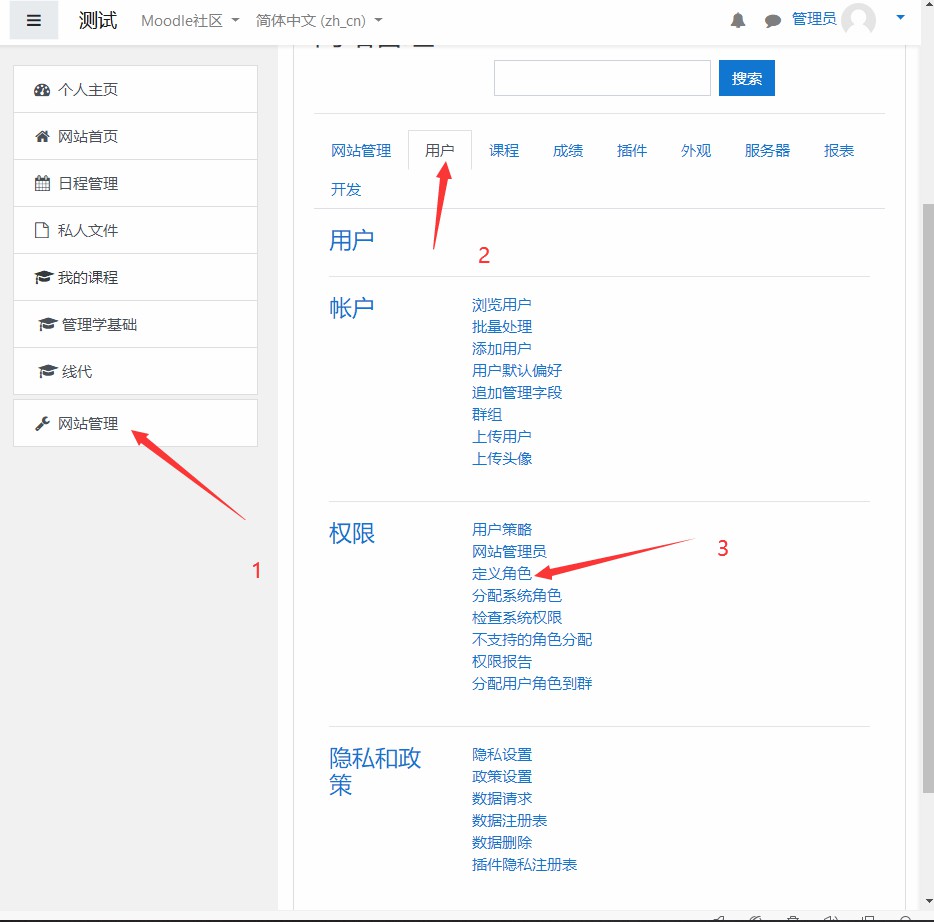 测试 Moodle社区 简体中文 (zh_cn) 管理员
搜索
个人主页
网站首页
日程管理
私人文件
我的课程
管理学基础
线代
网站管理
1
网站管理 用户 课程 成绩 插件 外观 服务器 报表
开发
2
用户
帐户
浏览用户
批量处理
添加用户
用户默认偏好
追加管理字段
群组
上传用户
上传头像
权限
用户策略
网站管理员
定义角色
3
分配系统角色
检查系统权限
不支持的角色分配
权限报告
分配用户角色到群
隐私和政
策
隐私设置
政策设置
数据请求
数据注册表
数据删除
插件隐私注册表